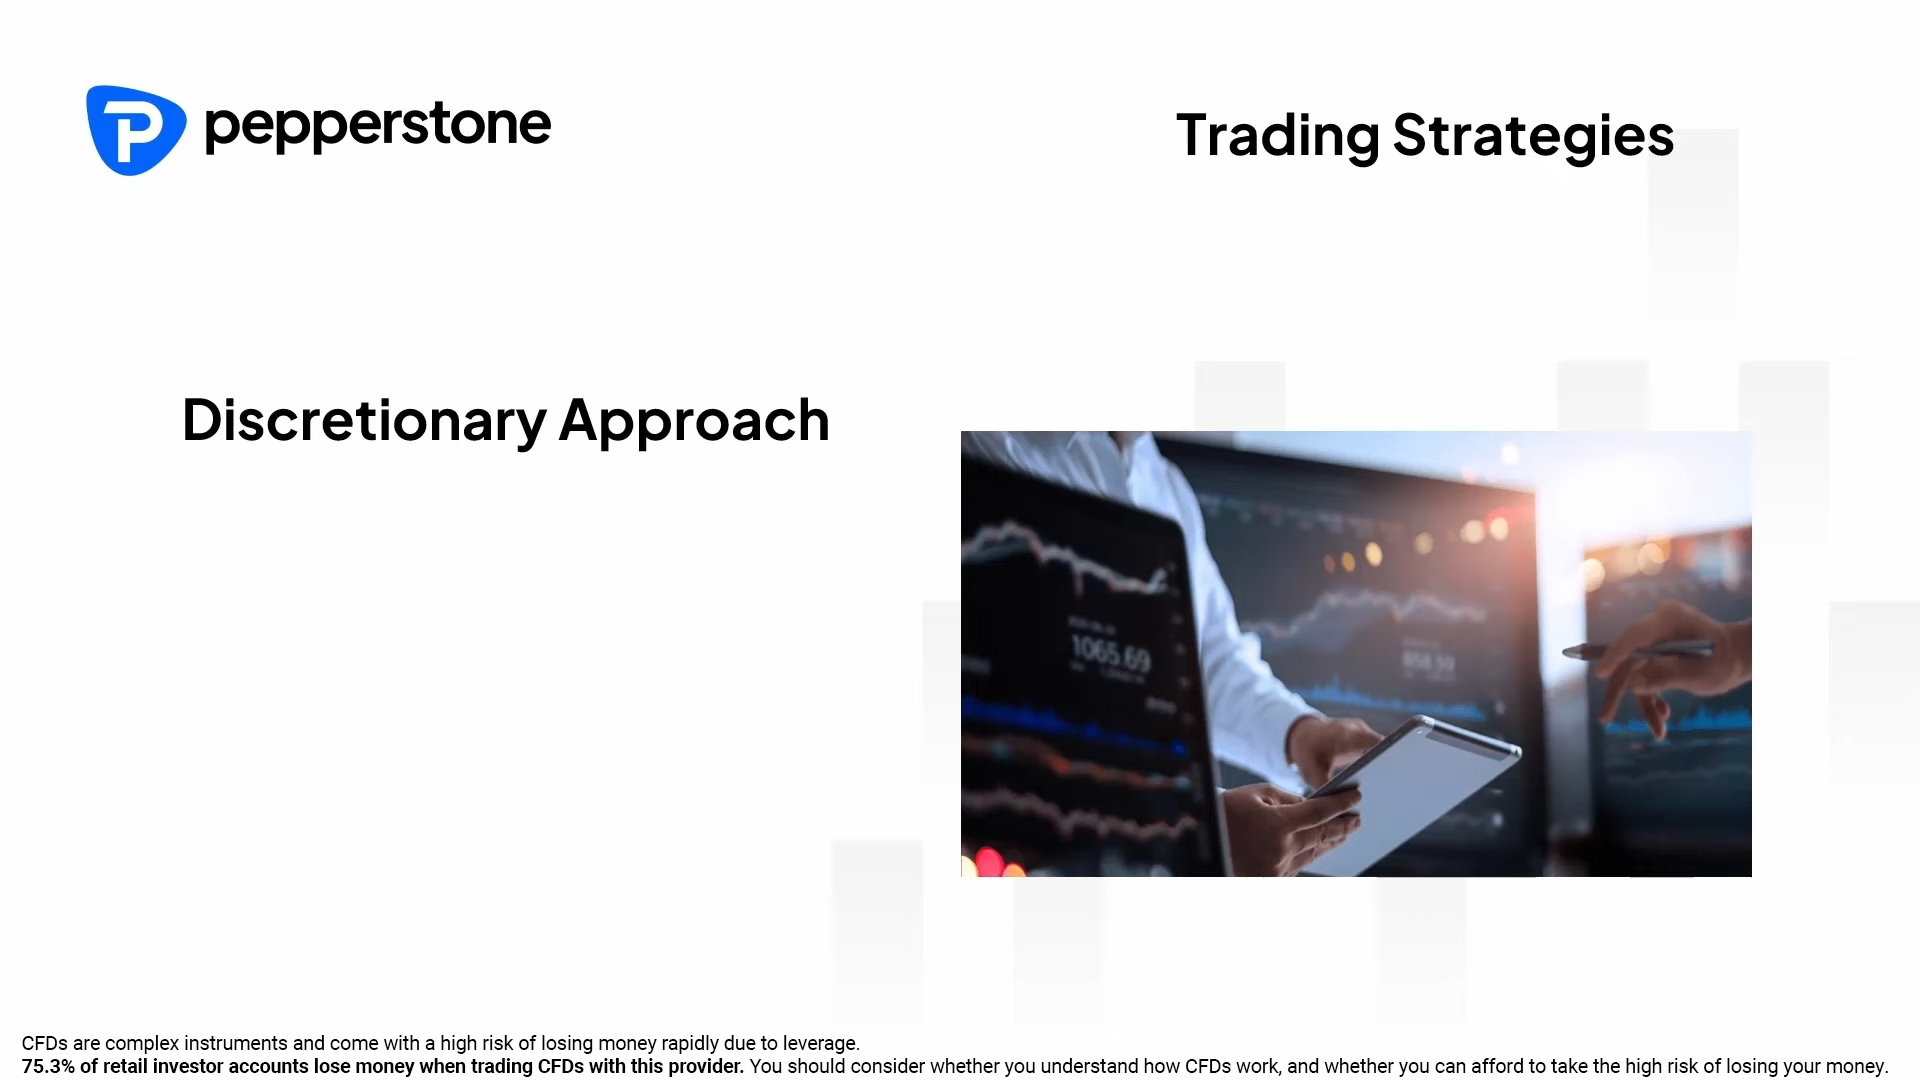 pepperstone
Trading Strategies
Discretionary Approach
1065.69
CFDs are complex instruments and come with a high risk of losing money rapidly due to leverage.
75.3% of retail investor accounts lose money when trading CFDs with this provider. You should consider whether you understand how CFDs work, and whether you can afford to take the high risk of losing your money.